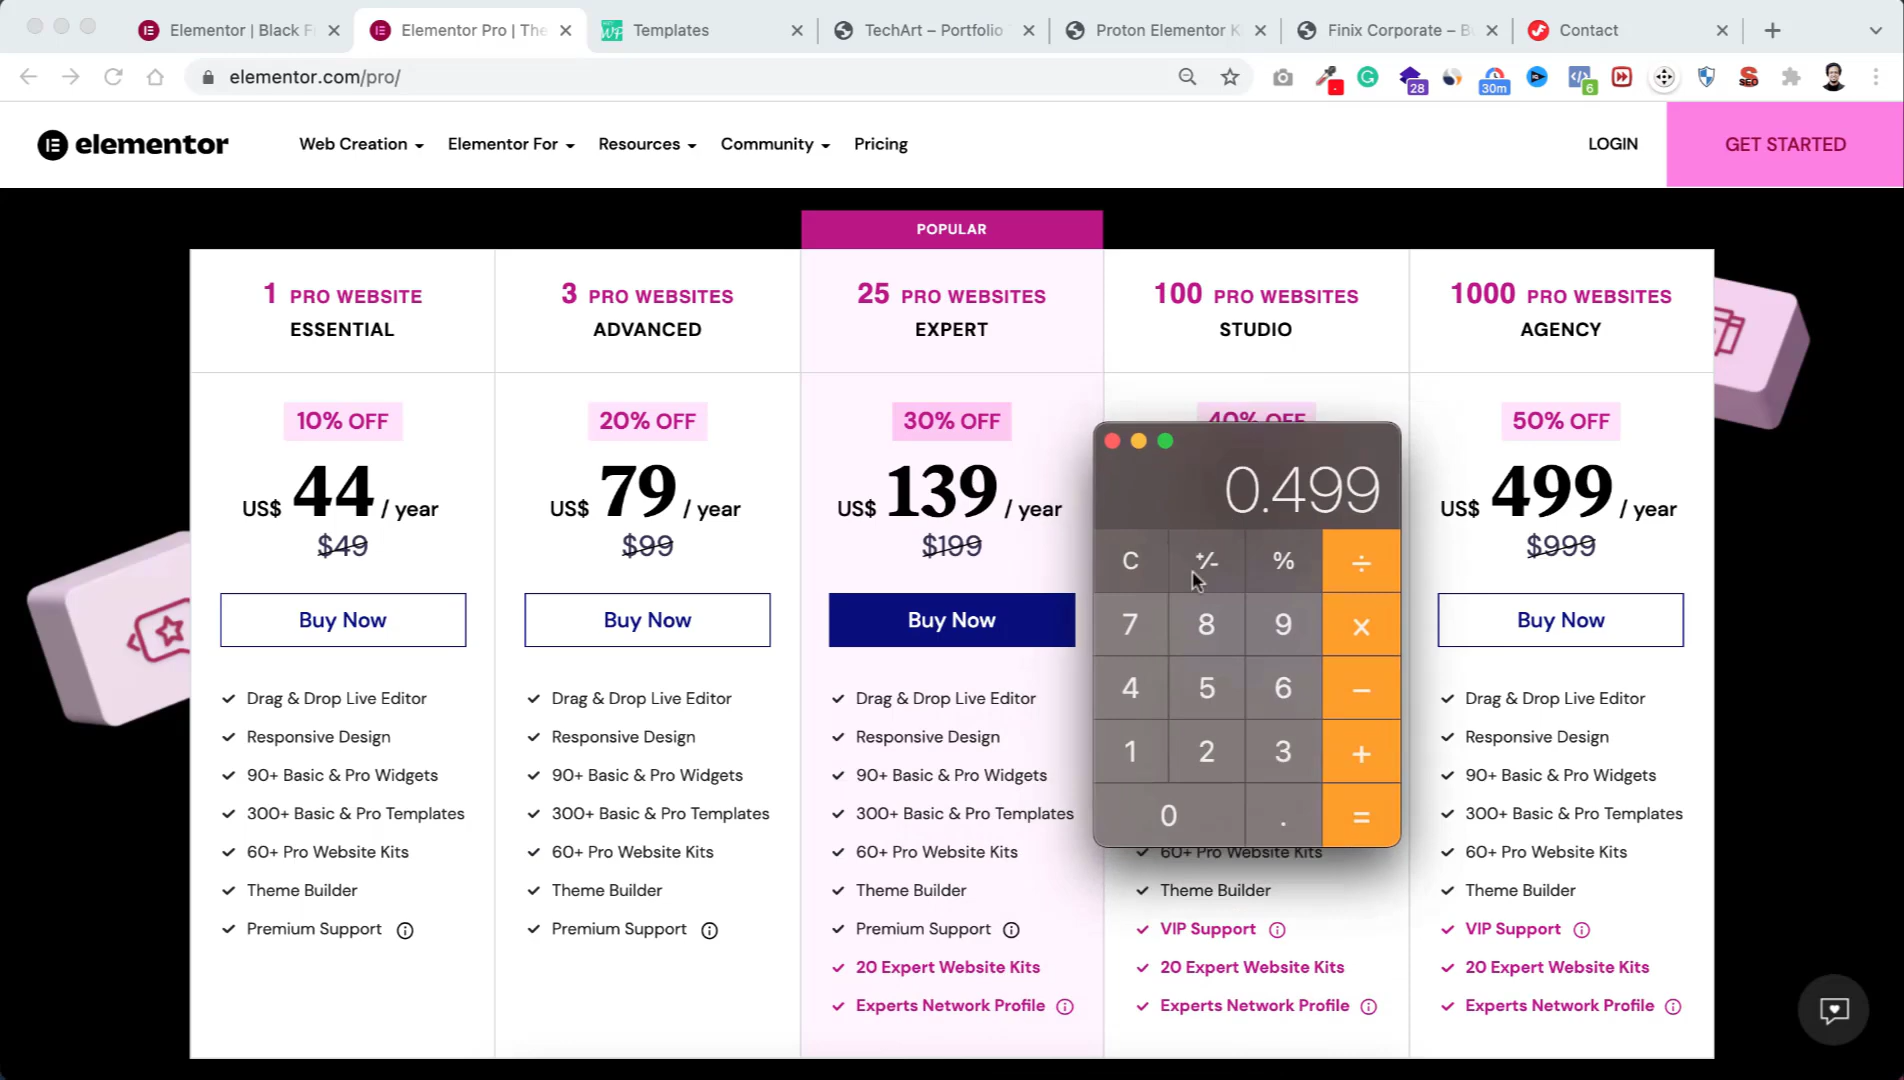 Elementor | Black F
Elementor Pro | The
Templates
TechArt – Portfolio
Proton Elementor K
Finix Corporate – B
Contact
elementor.com/pro/
28
30m
6
SEO
elementor
Web Creation
Elementor For
Resources
Community
Pricing
LOGIN
GET STARTED
POPULAR
1 PRO WEBSITE
ESSENTIAL
3 PRO WEBSITES
ADVANCED
25 PRO WEBSITES
EXPERT
100 PRO WEBSITES
STUDIO
1000 PRO WEBSITES
AGENCY
10% OFF
US$ 44 / year
$49
Buy Now
Drag & Drop Live Editor
Responsive Design
90+ Basic & Pro Widgets
300+ Basic & Pro Templates
60+ Pro Website Kits
Theme Builder
Premium Support
20% OFF
US$ 79 / year
$99
Buy Now
Drag & Drop Live Editor
Responsive Design
90+ Basic & Pro Widgets
300+ Basic & Pro Templates
60+ Pro Website Kits
Theme Builder
Premium Support
30% OFF
US$ 139 / year
$199
Buy Now
Drag & Drop Live Editor
Responsive Design
90+ Basic & Pro Widgets
300+ Basic & Pro Templates
60+ Pro Website Kits
Theme Builder
Premium Support
20 Expert Website Kits
Experts Network Profile
40% OFF
0.499
C +/- % ÷
7 8 9 ×
4 5 6 −
1 2 3 +
0 . =
60+ Pro Website Kits
Theme Builder
VIP Support
20 Expert Website Kits
Experts Network Profile
50% OFF
US$ 499 / year
$999
Buy Now
Drag & Drop Live Editor
Responsive Design
90+ Basic & Pro Widgets
300+ Basic & Pro Templates
60+ Pro Website Kits
Theme Builder
VIP Support
20 Expert Website Kits
Experts Network Profile